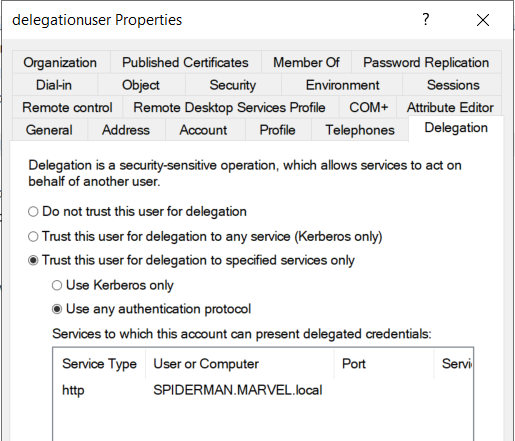 delegationuser Properties
?
Organization Published Certificates Member Of Password Replication
Dial-in Object Security Environment Sessions
Remote control Remote Desktop Services Profile COM+ Attribute Editor
General Address Account Profile Telephones Delegation
Delegation is a security-sensitive operation, which allows services to act on
behalf of another user.
Do not trust this user for delegation
Trust this user for delegation to any service (Kerberos only)
Trust this user for delegation to specified services only
Use Kerberos only
Use any authentication protocol
Services to which this account can present delegated credentials:
Service Type User or Computer Port
http SPIDERMAN.MARVEL.local